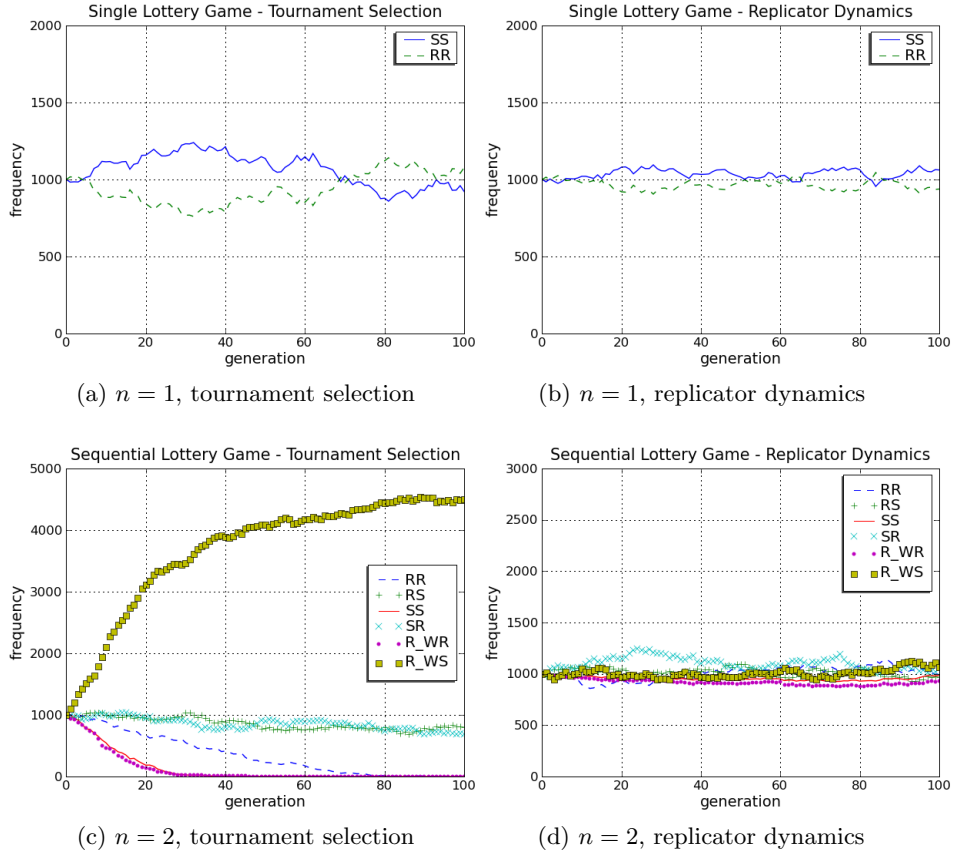 Single Lottery Game - Tournament Selection
2000
1500
1000
500
0
frequency
SS
RR
0 20 40 60 80 100
generation
(a) n = 1, tournament selection
Single Lottery Game - Replicator Dynamics
2000
1500
1000
500
0
frequency
SS
RR
0 20 40 60 80 100
generation
(b) n = 1, replicator dynamics
Sequential Lottery Game - Tournament Selection
5000
4000
3000
2000
1000
0
frequency
RR
RS
SS
SR
R_WR
R_WS
0 20 40 60 80 100
generation
(c) n = 2, tournament selection
Sequential Lottery Game - Replicator Dynamics
3000
2500
2000
1500
1000
500
0
frequency
RR
RS
SS
SR
R_WR
R_WS
0 20 40 60 80 100
generation
(d) n = 2, replicator dynamics